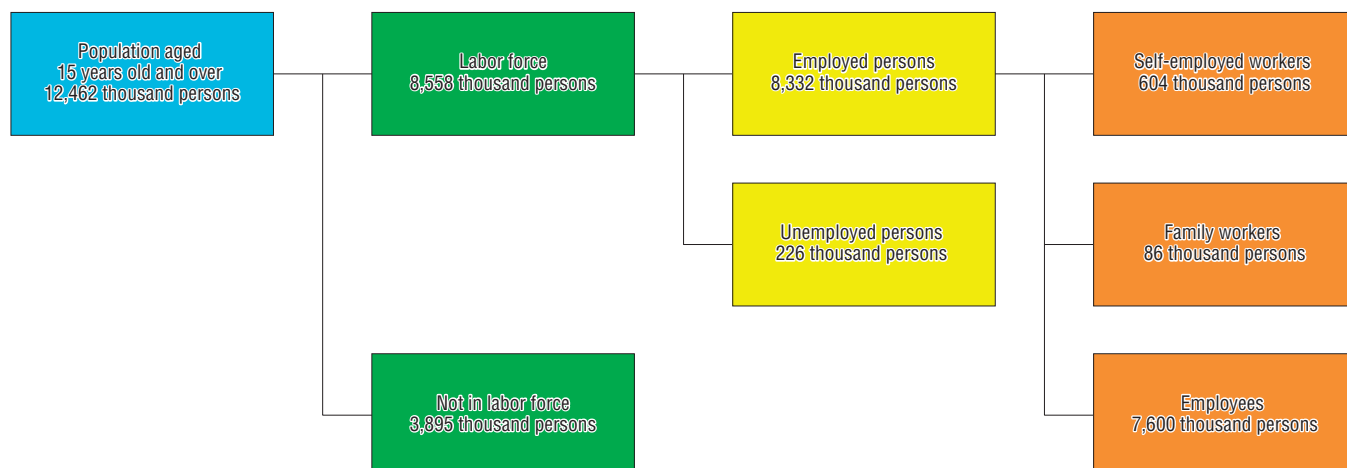 Population aged
15 years old and over
12,462 thousand persons
Labor force
8,558 thousand persons
Employed persons
8,332 thousand persons
Self-employed workers
604 thousand persons
Unemployed persons
226 thousand persons
Family workers
86 thousand persons
Not in labor force
3,895 thousand persons
Employees
7,600 thousand persons